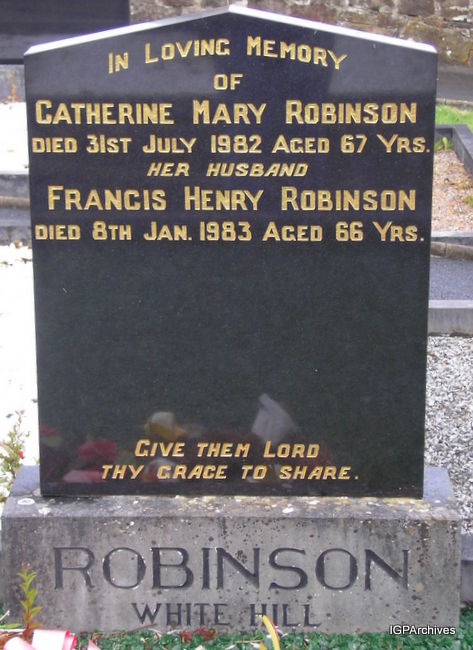 In Loving Memory
OF
Catherine Mary Robinson
Died 31st July 1982 Aged 67 Yrs.
HER HUSBAND
Francis Henry Robinson
Died 8th Jan. 1983 Aged 66 Yrs.
Give them Lord
thy grace to share.
ROBINSON
WHITE HILL
IGPArchives